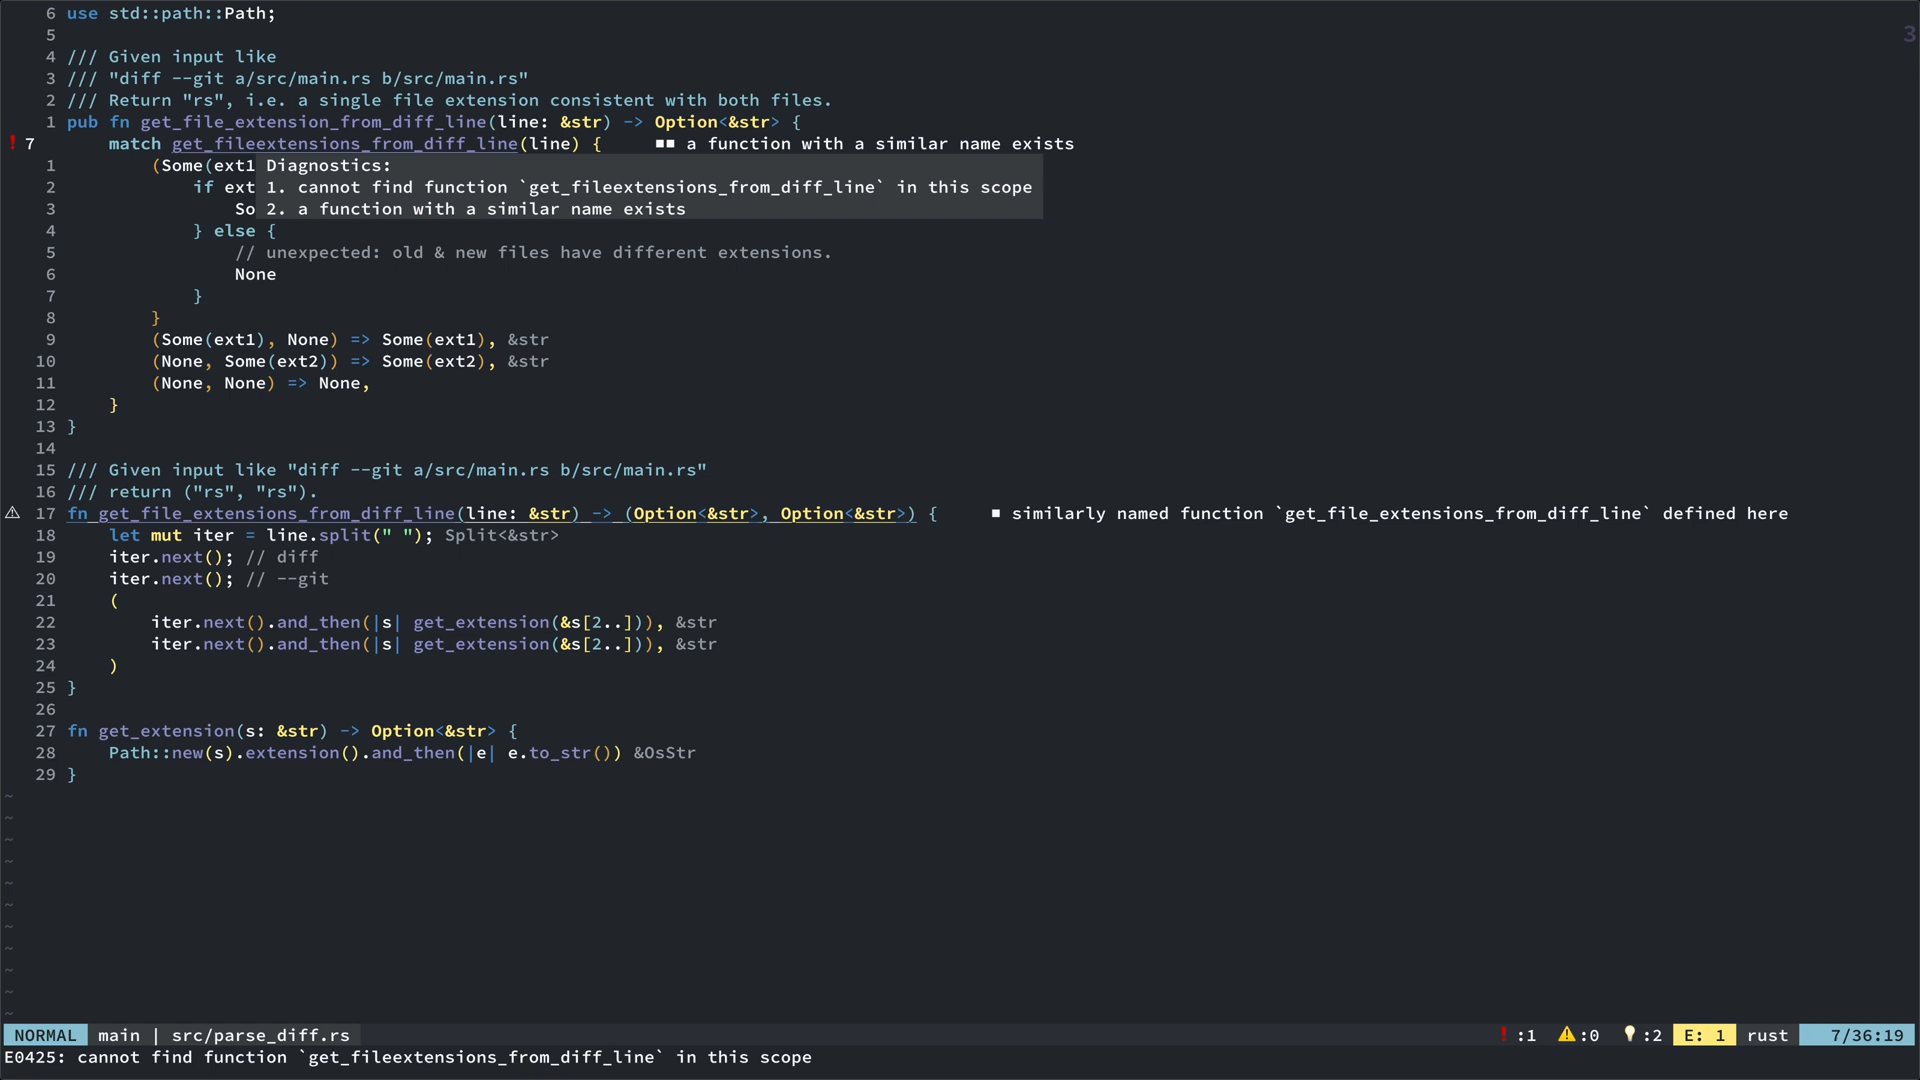 6 use std::path::Path;
5
3
4 /// Given input like
3 /// "diff --git a/src/main.rs b/src/main.rs"
2 /// Return "rs", i.e. a single file extension consistent with both files.
1 pub fn get_file_extension_from_diff_line(line: &str) -> Option<&str> {
! 7 match get_fileextensions_from_diff_line(line) { ■■ a function with a similar name exists
1 (Some(ext1 Diagnostics:
2 if ext 1. cannot find function `get_fileextensions_from_diff_line` in this scope
3 So 2. a function with a similar name exists
4 } else {
5 // unexpected: old & new files have different extensions.
6 None
7 }
8 }
9 (Some(ext1), None) => Some(ext1), &str
10 (None, Some(ext2)) => Some(ext2), &str
11 (None, None) => None,
12 }
13 }
14
15 /// Given input like "diff --git a/src/main.rs b/src/main.rs"
16 /// return ("rs", "rs").
⚠ 17 fn get_file_extensions_from_diff_line(line: &str) -> (Option<&str>, Option<&str>) { ■ similarly named function `get_file_extensions_from_diff_line` defined here
18 let mut iter = line.split(" "); Split<&str>
19 iter.next(); // diff
20 iter.next(); // --git
21 (
22 iter.next().and_then(|s| get_extension(&s[2..])), &str
23 iter.next().and_then(|s| get_extension(&s[2..])), &str
24 )
25 }
26
27 fn get_extension(s: &str) -> Option<&str> {
28 Path::new(s).extension().and_then(|e| e.to_str()) &OsStr
29 }
~
~
~
~
~
~
~
~
~
~
~
NORMAL main | src/parse_diff.rs ! :1 ⚠:0 💡:2 E: 1 rust 7/36:19
E0425: cannot find function `get_fileextensions_from_diff_line` in this scope